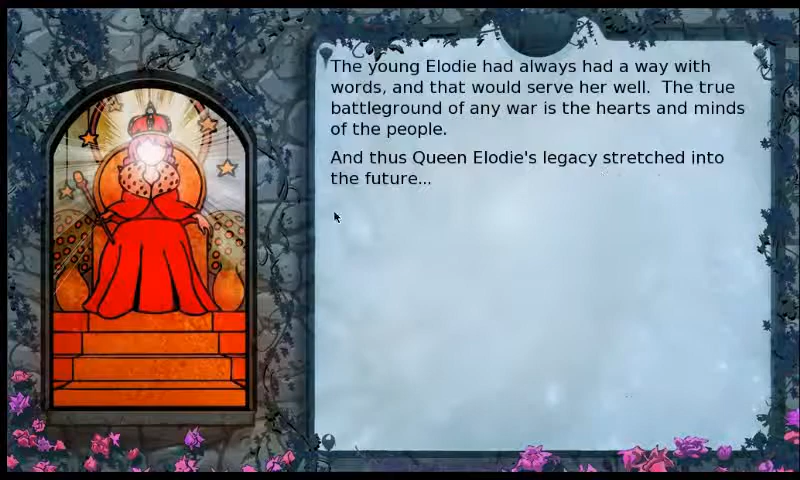 The young Elodie had always had a way with
words, and that would serve her well.  The true
battleground of any war is the hearts and minds
of the people.
And thus Queen Elodie's legacy stretched into
the future...